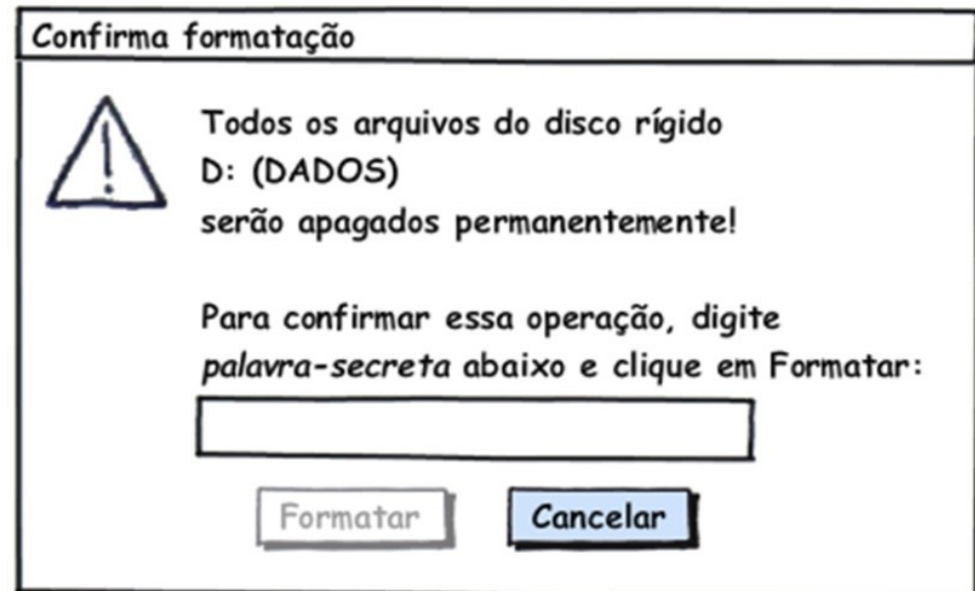 Confirma formatação
Todos os arquivos do disco rígido
D: (DADOS)
serão apagados permanentemente!
Para confirmar essa operação, digite
palavra-secreta abaixo e clique em Formatar:
Formatar
Cancelar